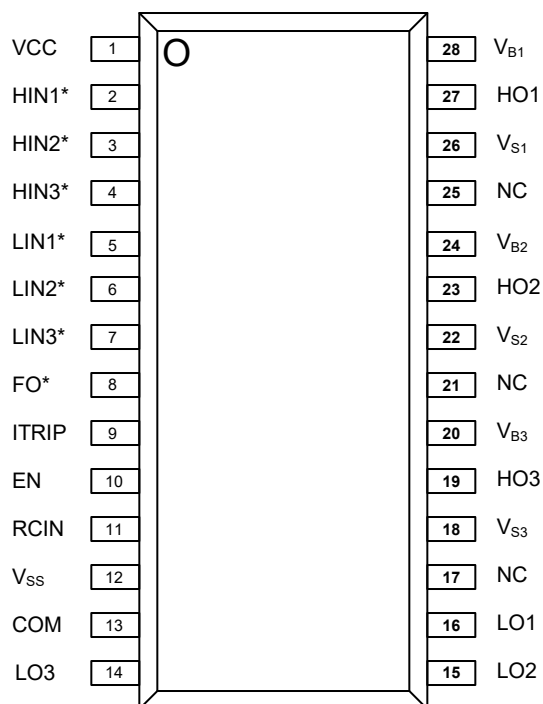 VCC 1 O 28 VB1
HIN1* 2 27 HO1
HIN2* 3 26 VS1
HIN3* 4 25 NC
LIN1* 5 24 VB2
LIN2* 6 23 HO2
LIN3* 7 22 VS2
FO* 8 21 NC
ITRIP 9 20 VB3
EN 10 19 HO3
RCIN 11 18 VS3
VSS 12 17 NC
COM 13 16 LO1
LO3 14 15 LO2